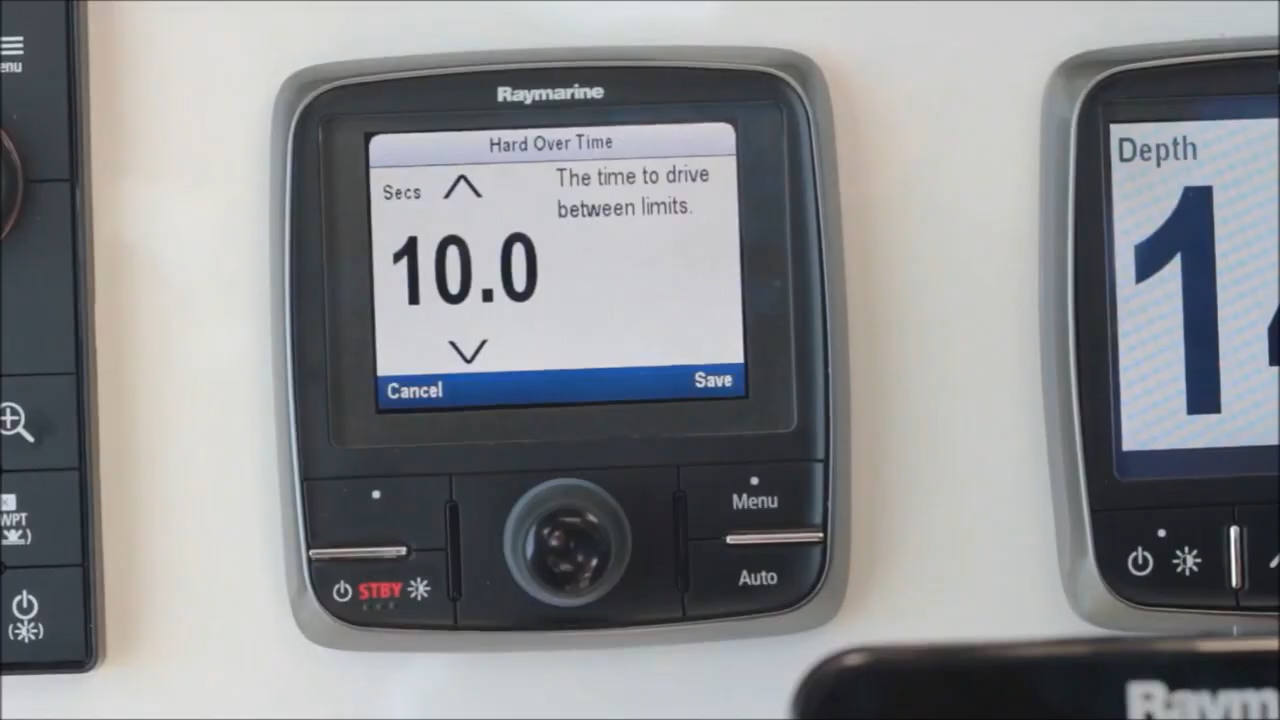 enu
WPT
Raymarine
Hard Over Time
Secs
The time to drive
between limits.
10.0
Cancel
Save
Menu
STBY
Auto
Depth
1
Raym